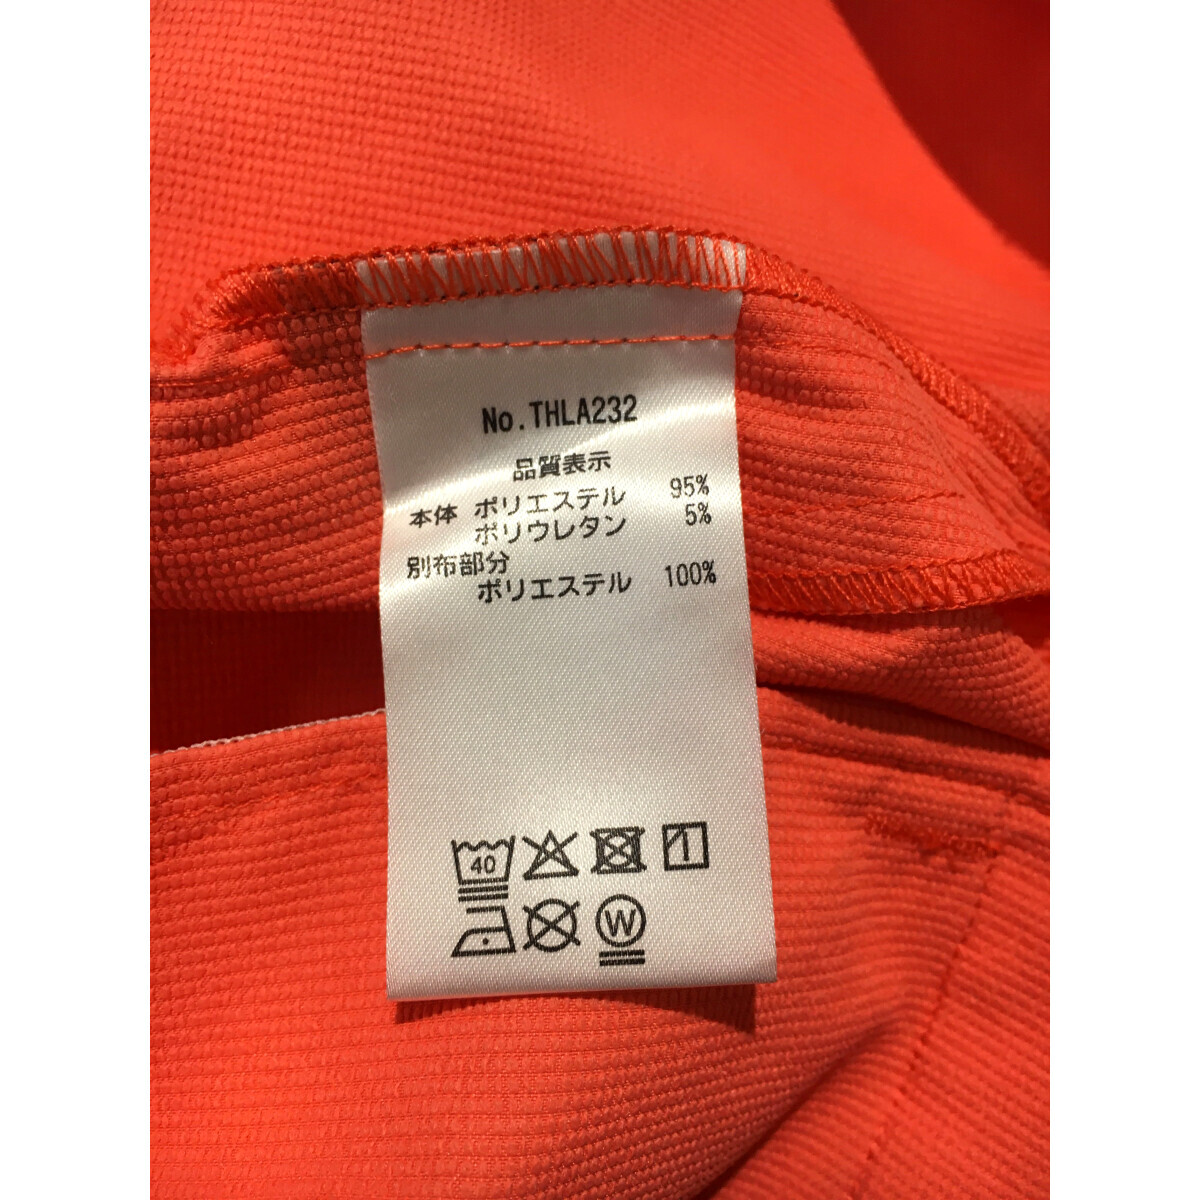 No.THLA232
品質表示
本体 ポリエステル 95%
ポリウレタン 5%
別布部分
ポリエステル 100%
40
W